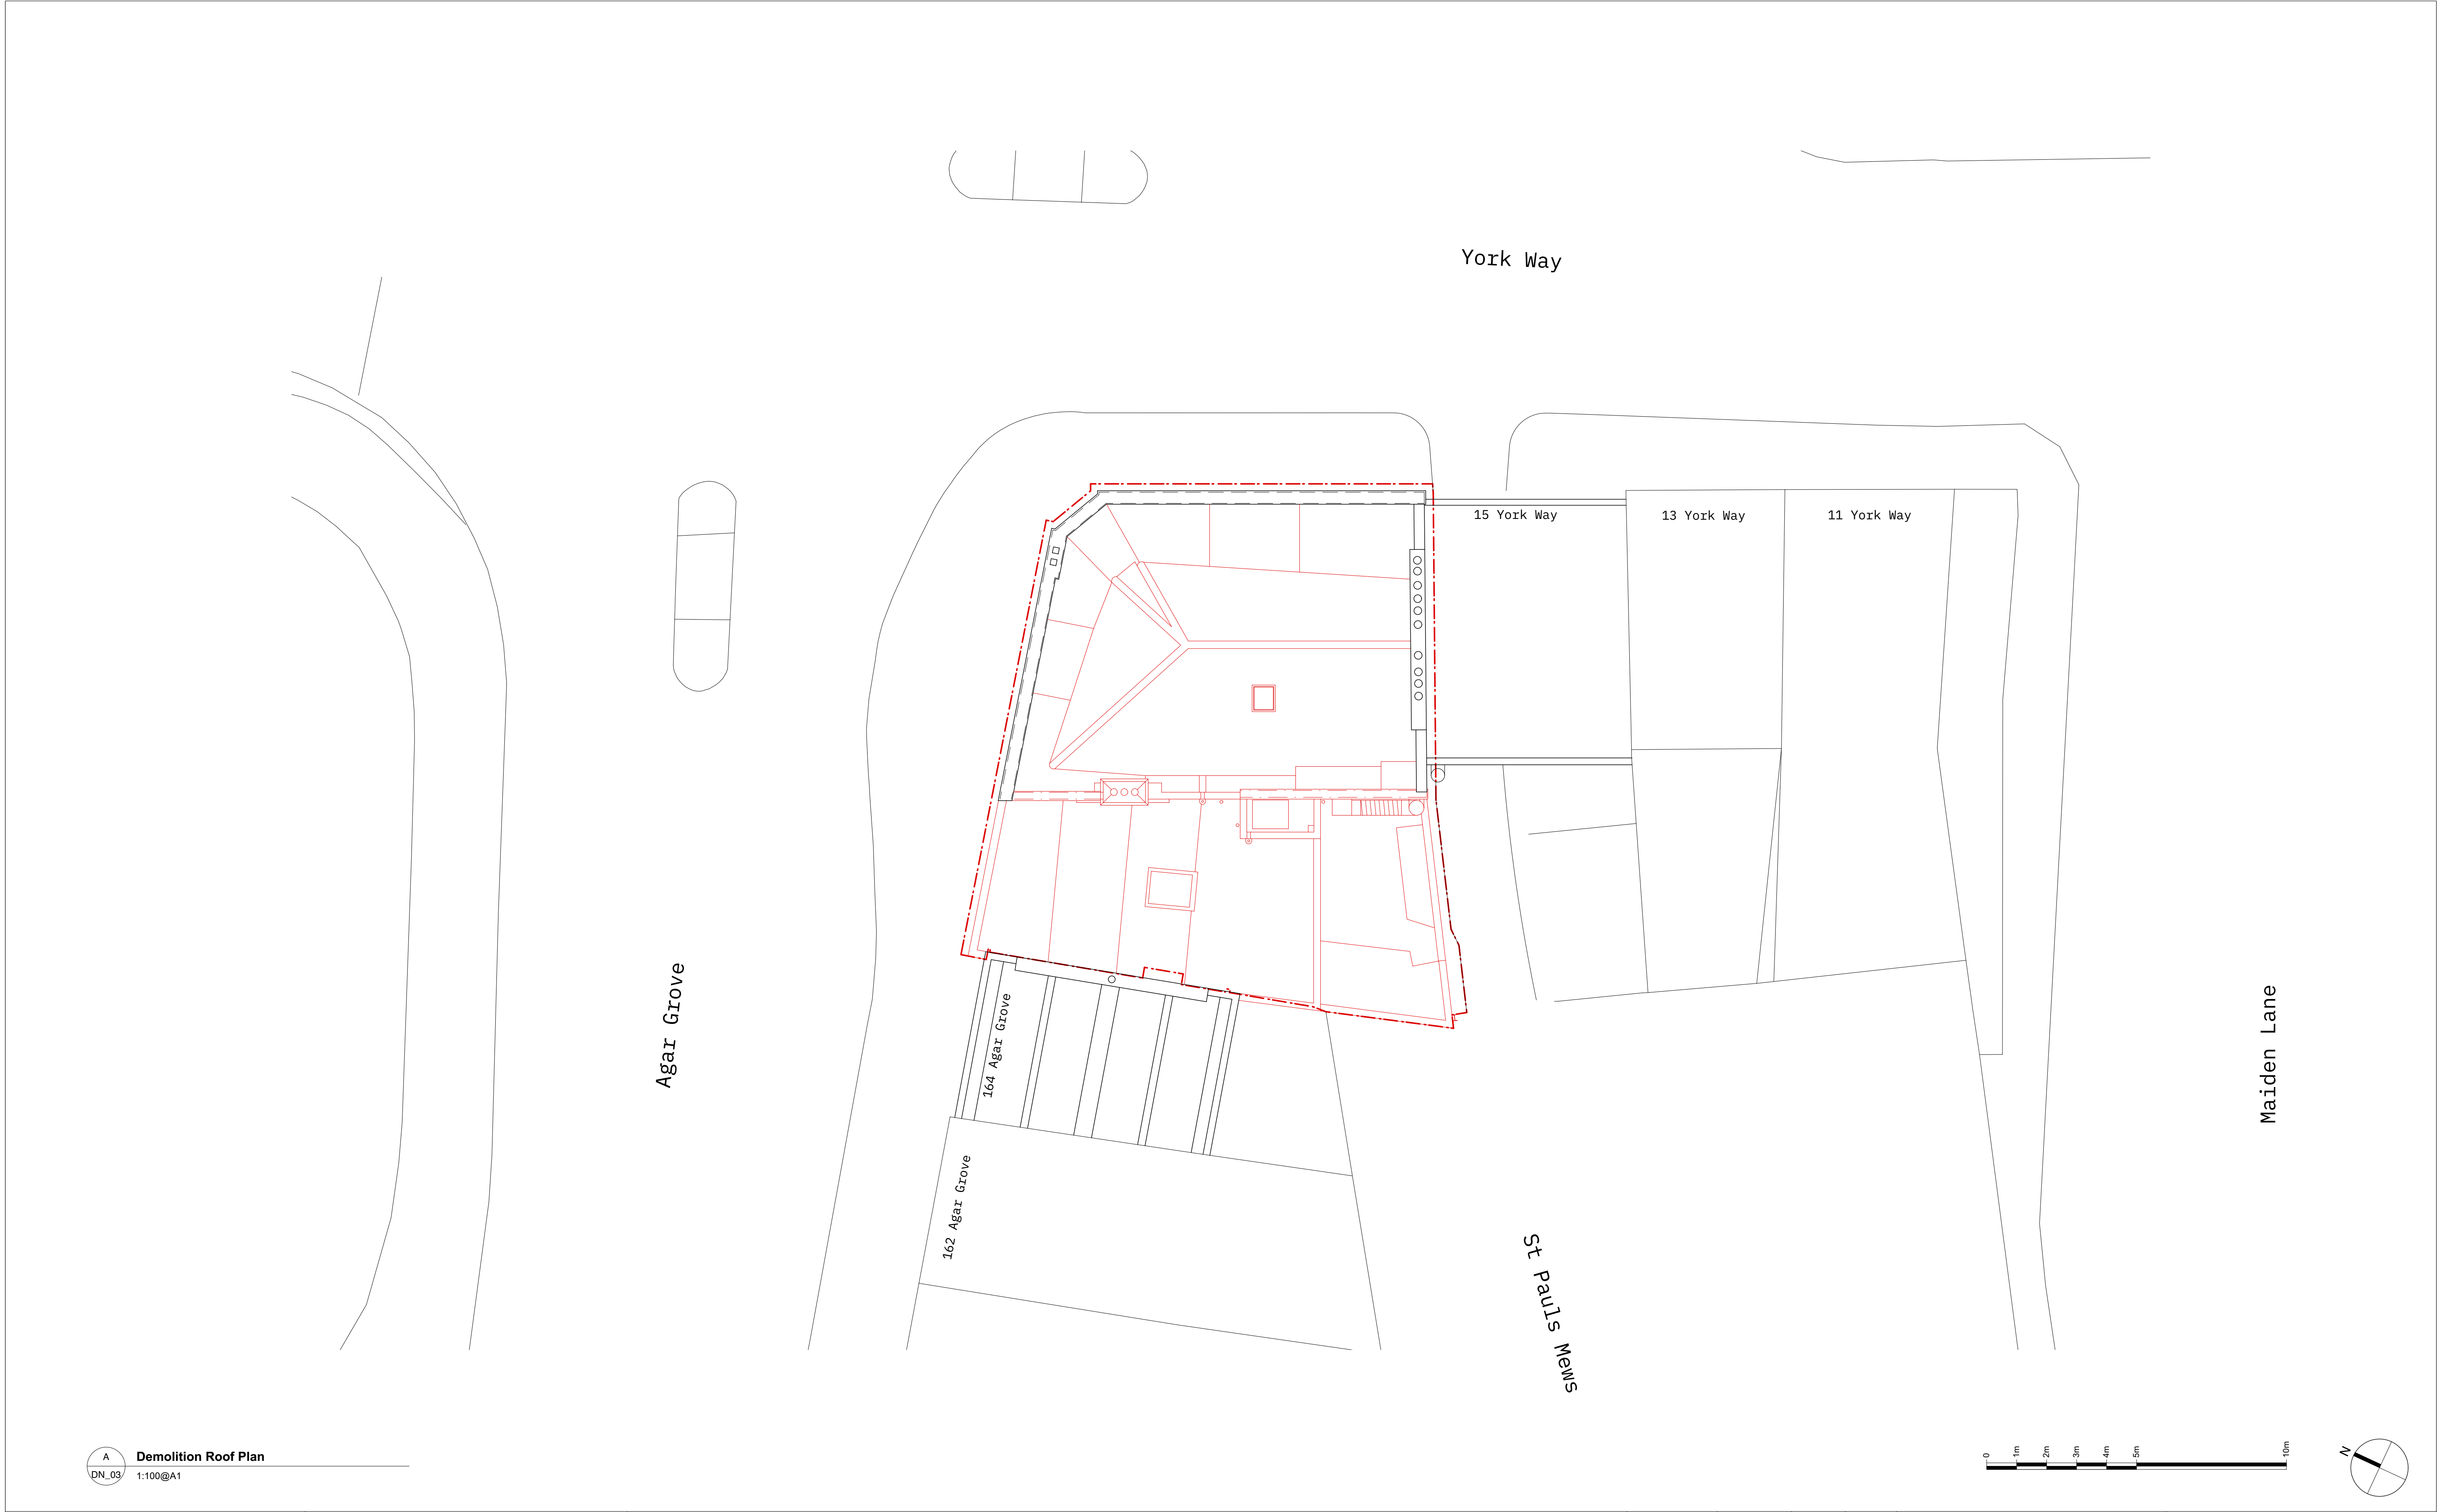 York Way
15 York Way
13 York Way
11 York Way
Agar Grove
164 Agar Grove
162 Agar Grove
St Pauls Mews
Maiden Lane
A
DN_03
Demolition Roof Plan
1:100@A1
0
1m
2m
3m
4m
5m
10m
N